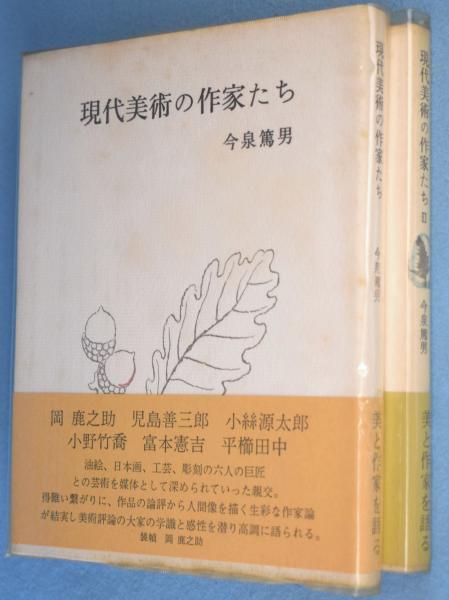 現代美術の作家たち
今泉篤男
岡 鹿之助 児島善三郎 小絲源太郎
小野竹喬 富本憲吉 平櫛田中
油絵、日本画、工芸、彫刻の六人の巨匠
との芸術を媒体として深められていった親交。
得難い繋がりに、作品の論評から人間像を描く生彩な作家論
が結実し美術評論の大家の学識と感性を潜り高調に語られる。
装幀 岡 鹿之助
現代美術の作家たち
今泉篤男
美と作家を語る
現代美術の作家たち II
今泉篤男
美と作家を語る